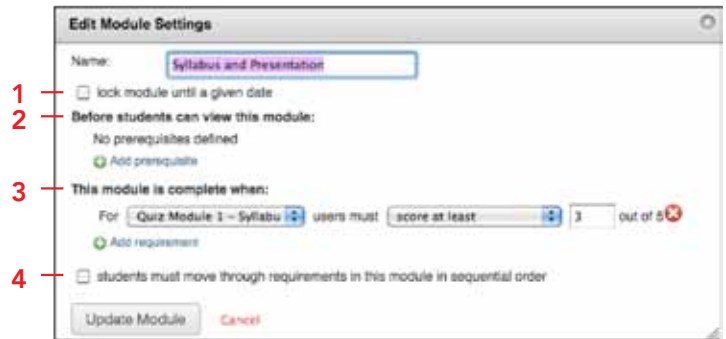 Edit Module Settings
Name: Syllabus and Presentation
1 lock module until a given date
2 Before students can view this module:
No prerequisites defined
Add prerequisite
3 This module is complete when:
For Quiz Module 1 - Syllabu users must score at least 3 out of 5
Add requirement
4 students must move through requirements in this module in sequential order
Update Module Cancel